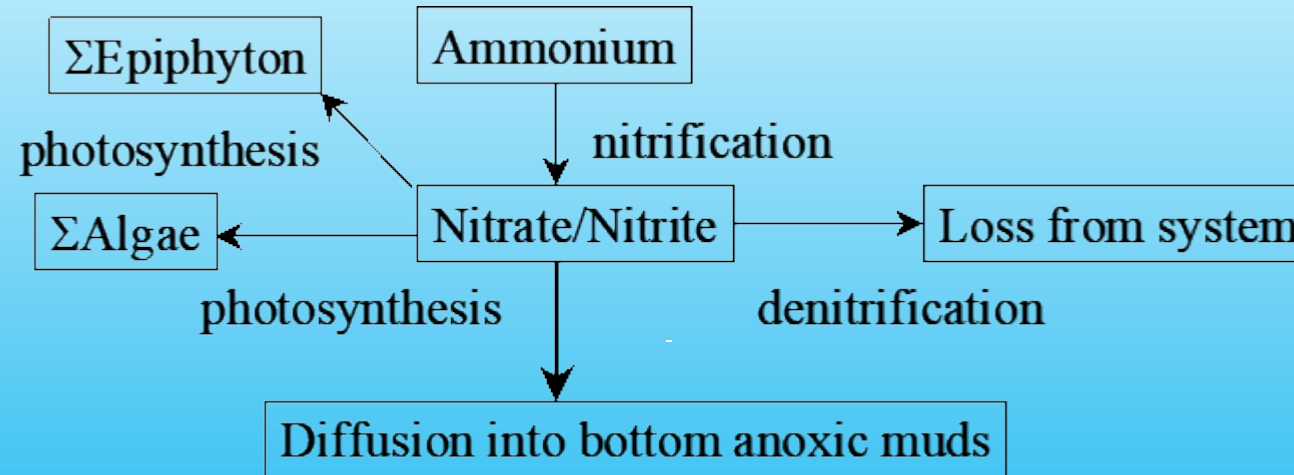 ΣEpiphyton
Ammonium
photosynthesis
nitrification
ΣAlgae
Nitrate/Nitrite
Loss from system
photosynthesis
denitrification
Diffusion into bottom anoxic muds